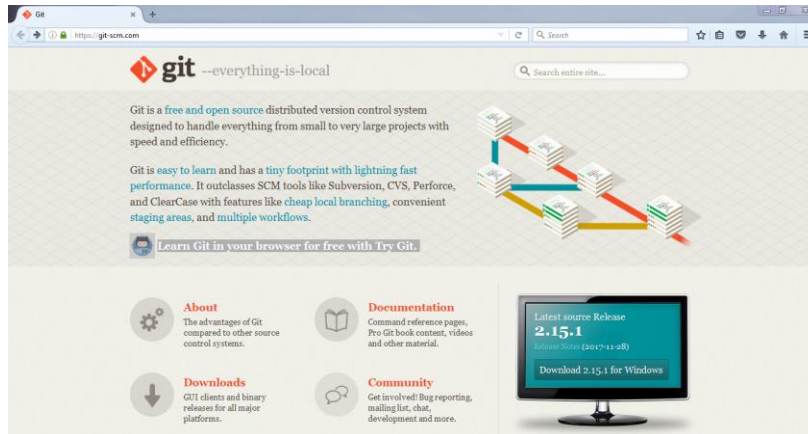 Git
https://git-scm.com
Search
git --everything-is-local
Search entire site...
Git is a free and open source distributed version control system
designed to handle everything from small to very large projects with
speed and efficiency.
Git is easy to learn and has a tiny footprint with lightning fast
performance. It outclasses SCM tools like Subversion, CVS, Perforce,
and ClearCase with features like cheap local branching, convenient
staging areas, and multiple workflows.
Learn Git in your browser for free with Try Git.
About
The advantages of Git
compared to other source
control systems.
Documentation
Command reference pages,
Pro Git book content, videos
and other material.
Downloads
GUI clients and binary
releases for all major
platforms.
Community
Get involved! Bug reporting,
mailing list, chat,
development and more.
Latest source Release
2.15.1
Release Notes (2017-11-28)
Download 2.15.1 for Windows